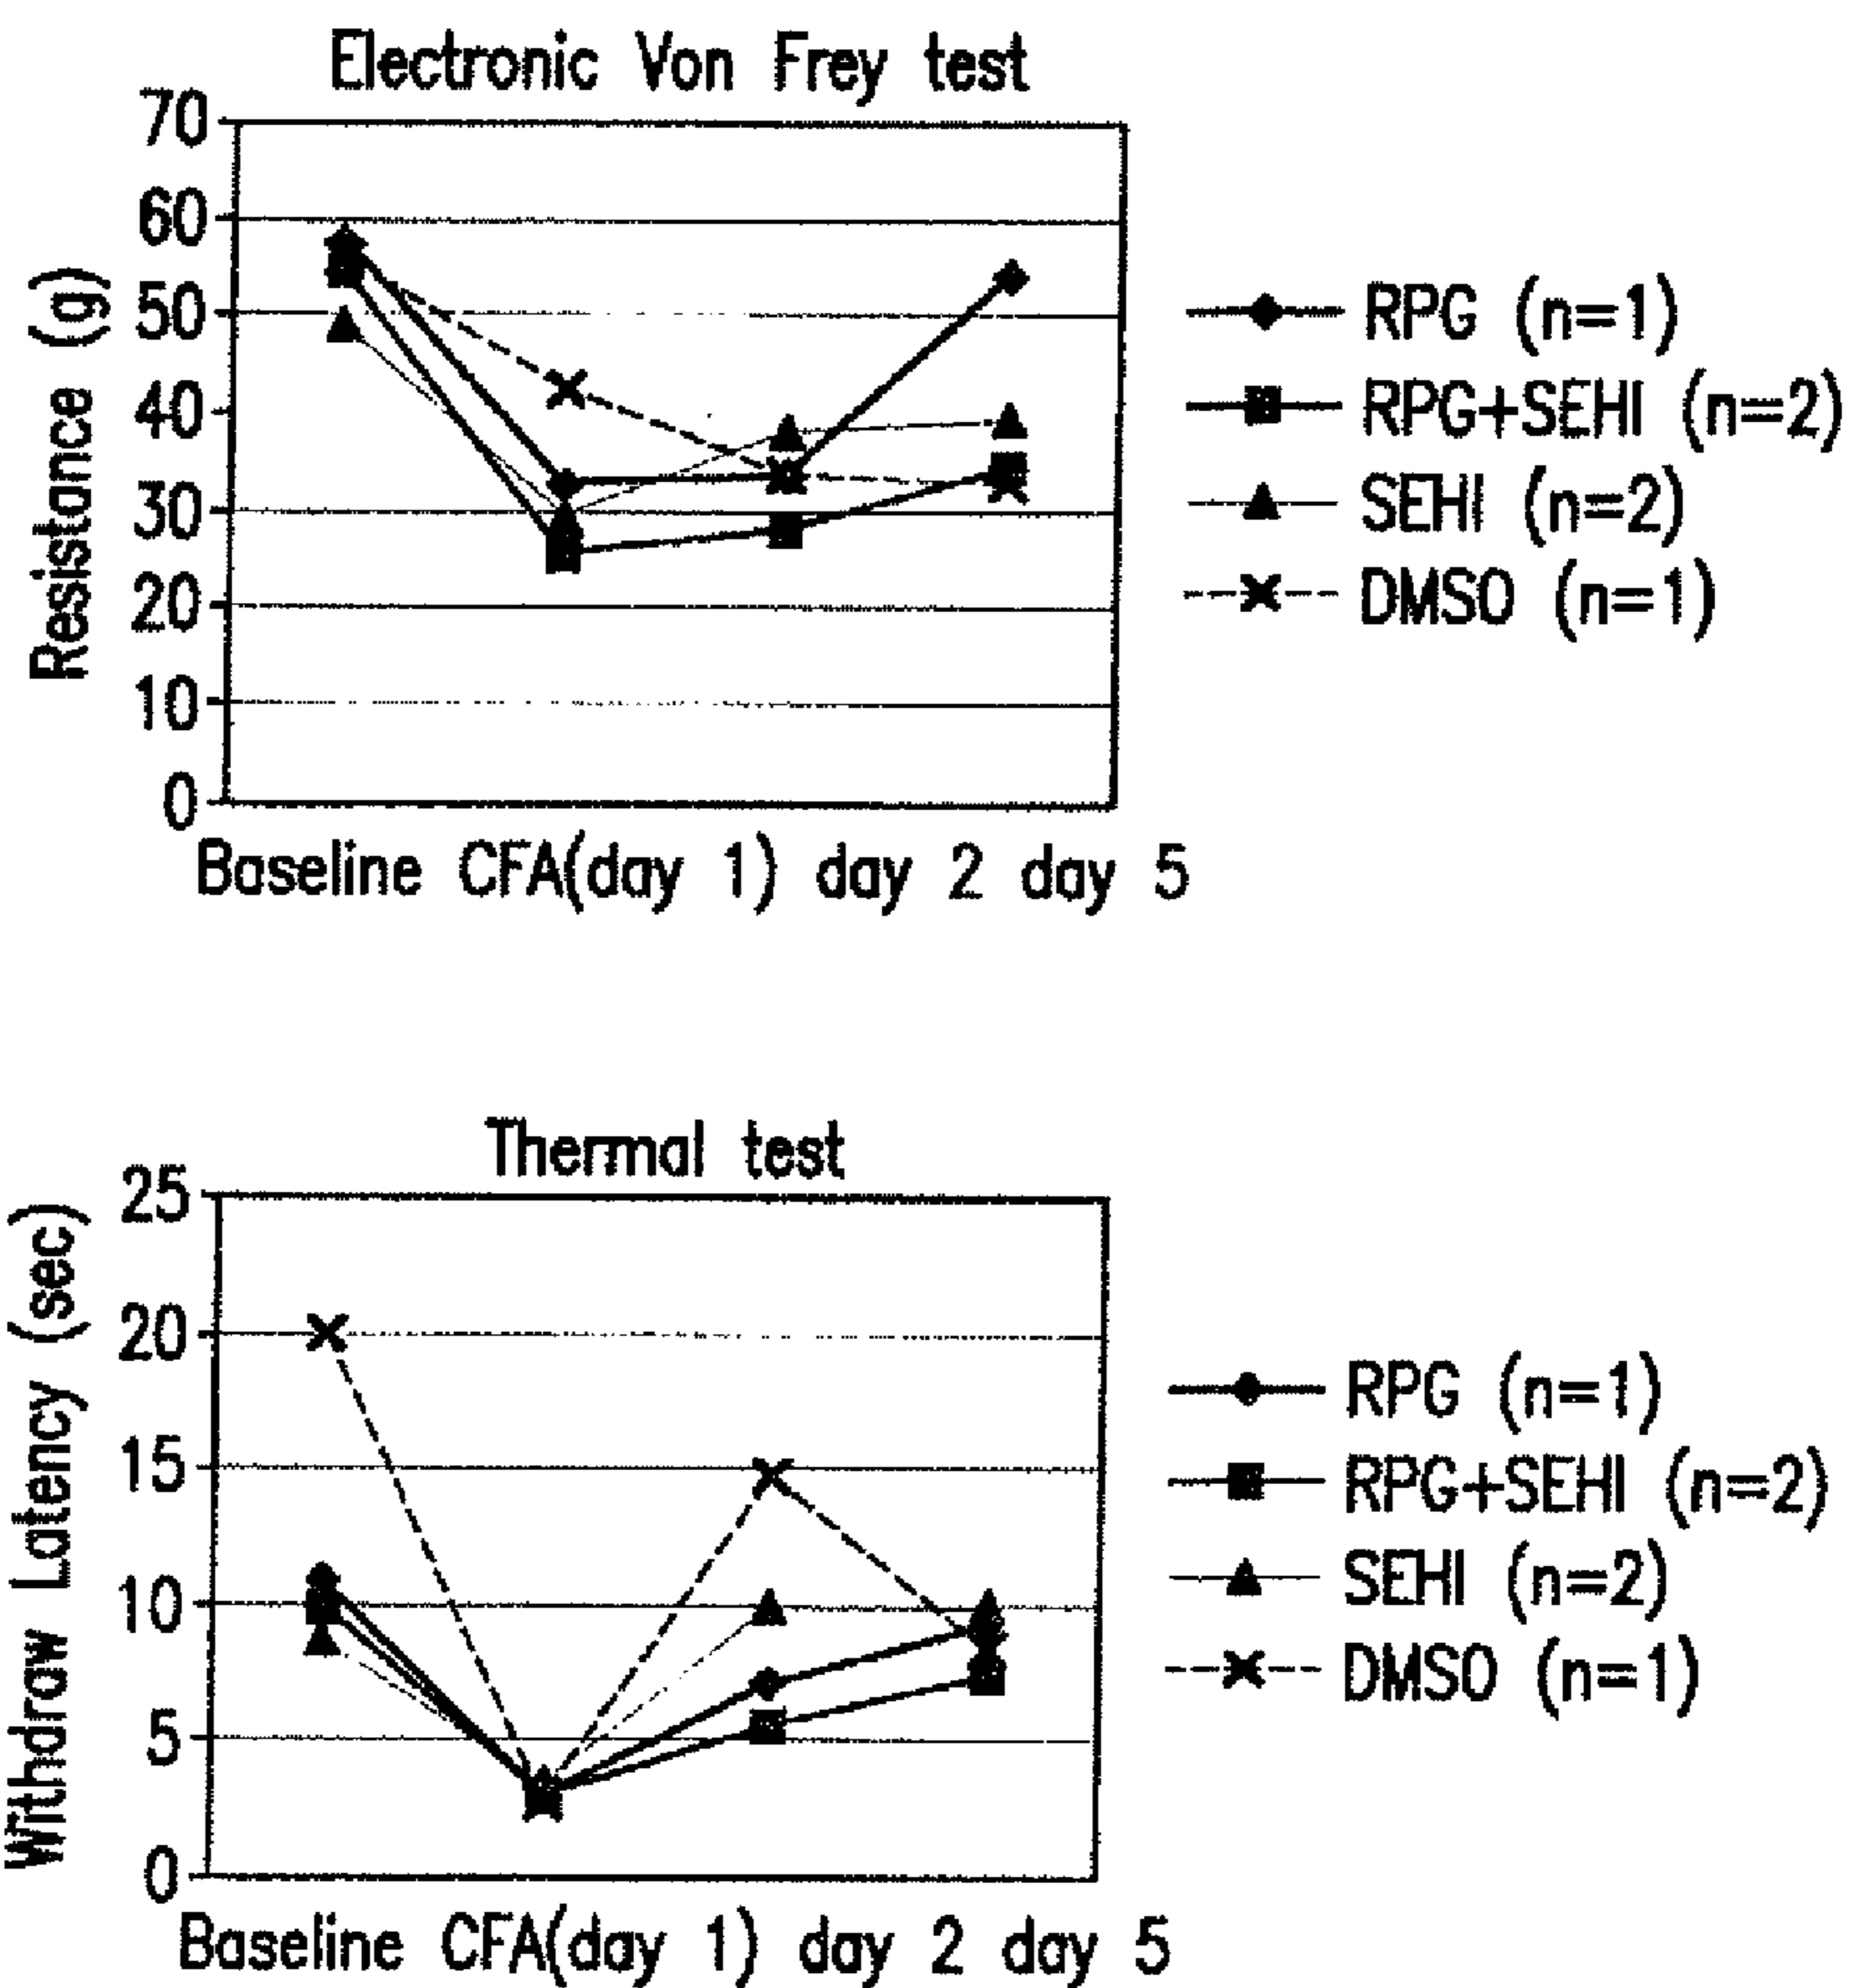 Electronic Von Frey test
70
60
50
40
30
20
10
0
Resistance (g)
Baseline CFA(day 1) day 2 day 5
RPG (n=1)
RPG+SEHI (n=2)
SEHI (n=2)
DMSO (n=1)
Thermal test
25
20
15
10
5
0
Withdraw Latency (sec)
Baseline CFA(day 1) day 2 day 5
RPG (n=1)
RPG+SEHI (n=2)
SEHI (n=2)
DMSO (n=1)